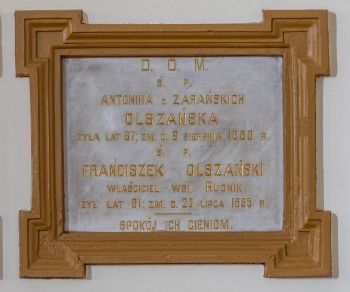 D. O. M.
Ś. P.
ANTONINA z ZARAŃSKICH
OLSZAŃSKA
ŻYŁA LAT 67; ZM. D. 9 SIERPNIA 1880 R.
Ś. P.
FRANCISZEK OLSZAŃSKI
WŁAŚCICIEL WSI RUDNIK
ŻYŁ LAT 81; ZM. D. 25 LIPCA 1885 R.
SPOKÓJ ICH CIENIOM.